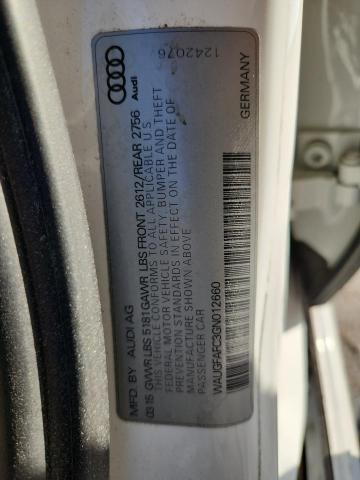 MFD. BY AUDI AG
03.15 GVWR LBS 5181 GAWR LBS FRONT 2612/REAR 2756
THIS CAR CONFORMS TO ALL APPLICABLE U.S.
FEDERAL MOTOR VEHICLE SAFETY, BUMPER AND THEFT
PREVENTION STANDARDS IN EFFECT ON THE DATE OF
MANUFACTURE SHOWN ABOVE
PASSENGER CAR
WAUGFAFC3GN012660
GERMANY
Audi
1242076